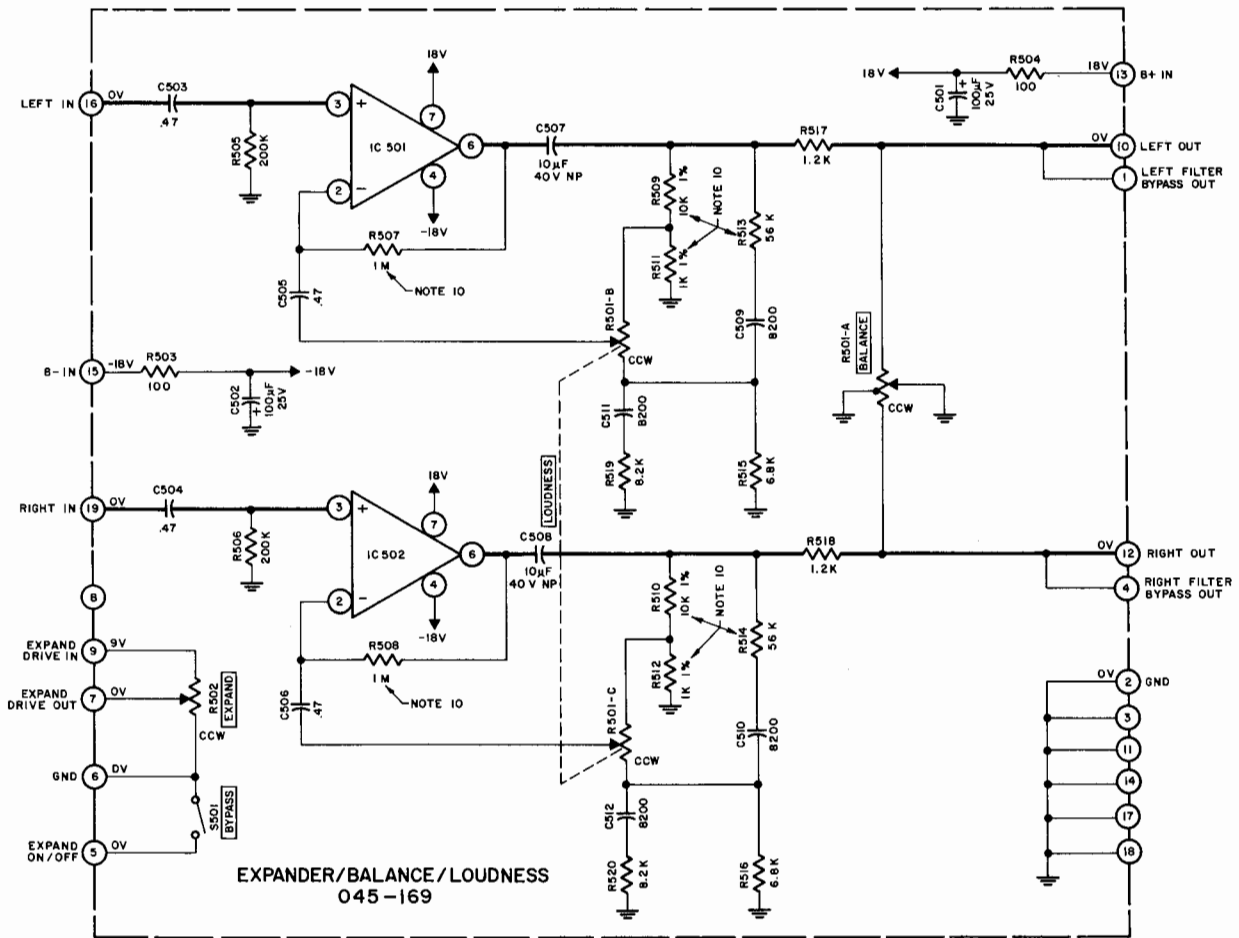 18V
R504
100
18V
13
B+ IN
18V
C501
+
100µF
25V
LEFT IN
16
0V
C503
.47
R505
200K
3
+
IC 501
7
6
4
2
−
-18V
C507
10µF
40V NP
R517
1.2K
0V
10
LEFT OUT
1
LEFT FILTER
BYPASS OUT
R509
10K 1%
NOTE 10
R513
56 K
R511
1K 1%
R507
1 M
NOTE 10
C505
.47
R501-B
CCW
C509
8200
R501-A
BALANCE
CCW
B- IN
15
-18V
R503
100
-18V
C502
+
100µF
25V
C511
8200
R519
8.2K
R515
6.8K
LOUDNESS
RIGHT IN
19
0V
C504
.47
R506
200K
18V
3
+
IC 502
7
6
4
2
−
-18V
C508
10µF
40V NP
R518
1.2K
0V
12
RIGHT OUT
4
RIGHT FILTER
BYPASS OUT
R510
10K 1%
NOTE 10
R514
56 K
R512
1K 1%
R508
1 M
NOTE 10
C506
.47
R501-C
CCW
C510
8200
8
EXPAND
DRIVE IN
9
9V
EXPAND
DRIVE OUT
7
0V
R502
EXPAND
CCW
GND
6
0V
S501
BYPASS
EXPAND
ON/OFF
5
0V
C512
8200
R520
8.2K
R516
6.8K
0V
2
GND
3
11
14
17
18
EXPANDER/BALANCE/LOUDNESS
045-169